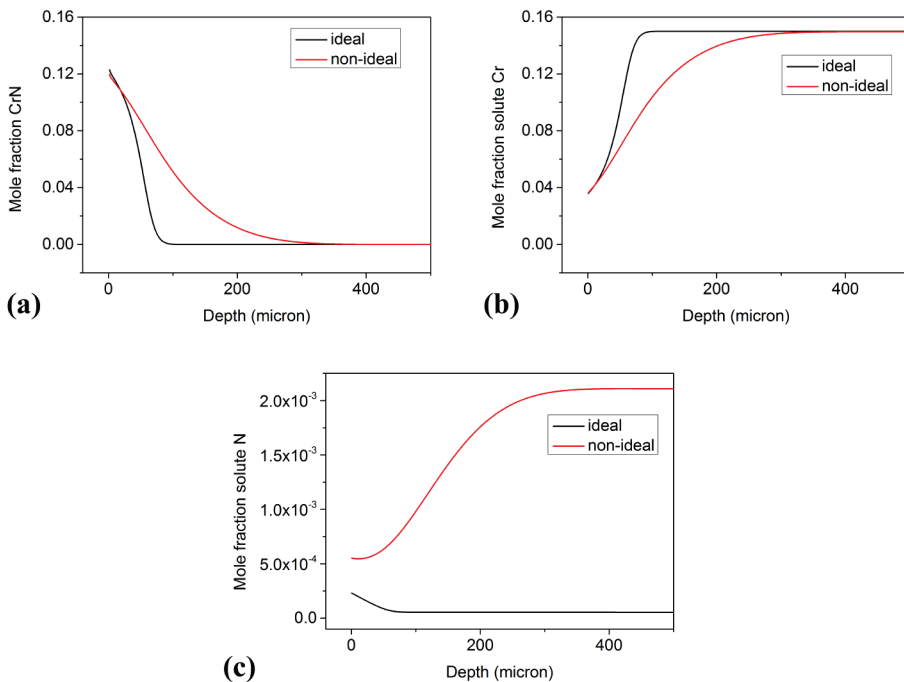 0.16
0.12
0.08
0.04
0.00
Mole fraction CrN
ideal
non-ideal
0
200
400
Depth (micron)
(a)
0.16
0.12
0.08
0.04
0.00
Mole fraction solute Cr
ideal
non-ideal
0
200
400
Depth (micron)
(b)
2.0x10-3
1.5x10-3
1.0x10-3
5.0x10-4
0.0
Mole fraction solute N
ideal
non-ideal
0
200
400
Depth (micron)
(c)